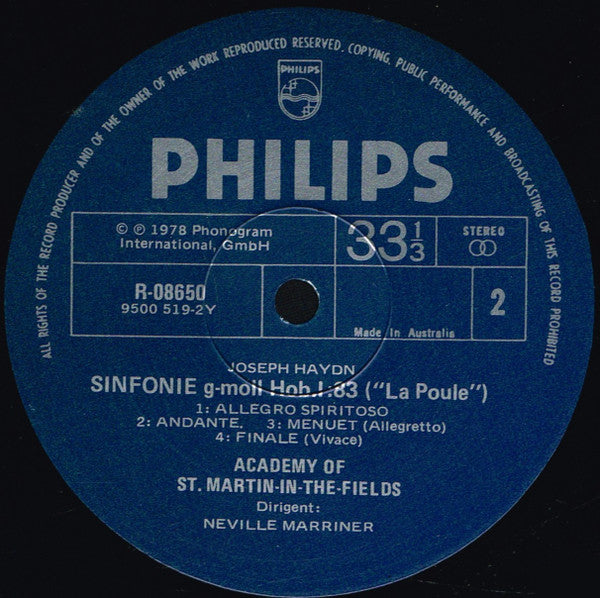 ALL RIGHTS OF THE RECORD PRODUCER AND OF THE OWNER OF THE WORK REPRODUCED RESERVED. COPYING, PUBLIC PERFORMANCE AND BROADCASTING OF THIS RECORD PROHIBITED
PHILIPS
PHILIPS
© ℗ 1978 Phonogram
International, GmbH
33 1/3
STEREO
R-08650
9500 519-2Y
2
Made in Australia
JOSEPH HAYDN
SINFONIE g-moll Hob.I:83 ("La Poule")
1: ALLEGRO SPIRITOSO
2: ANDANTE. 3: MENUET (Allegretto)
4: FINALE (Vivace)
ACADEMY OF
ST. MARTIN-IN-THE-FIELDS
Dirigent:
NEVILLE MARRINER